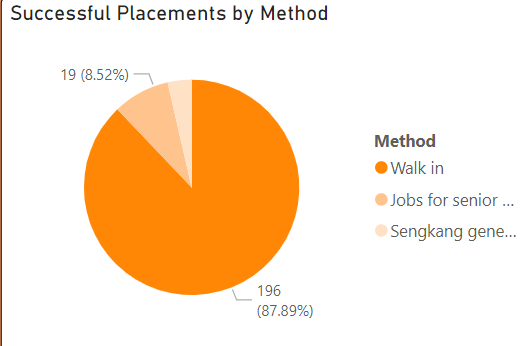 Successful Placements by Method
19 (8.52%)
196
(87.89%)
Method
Walk in
Jobs for senior ...
Sengkang gene...